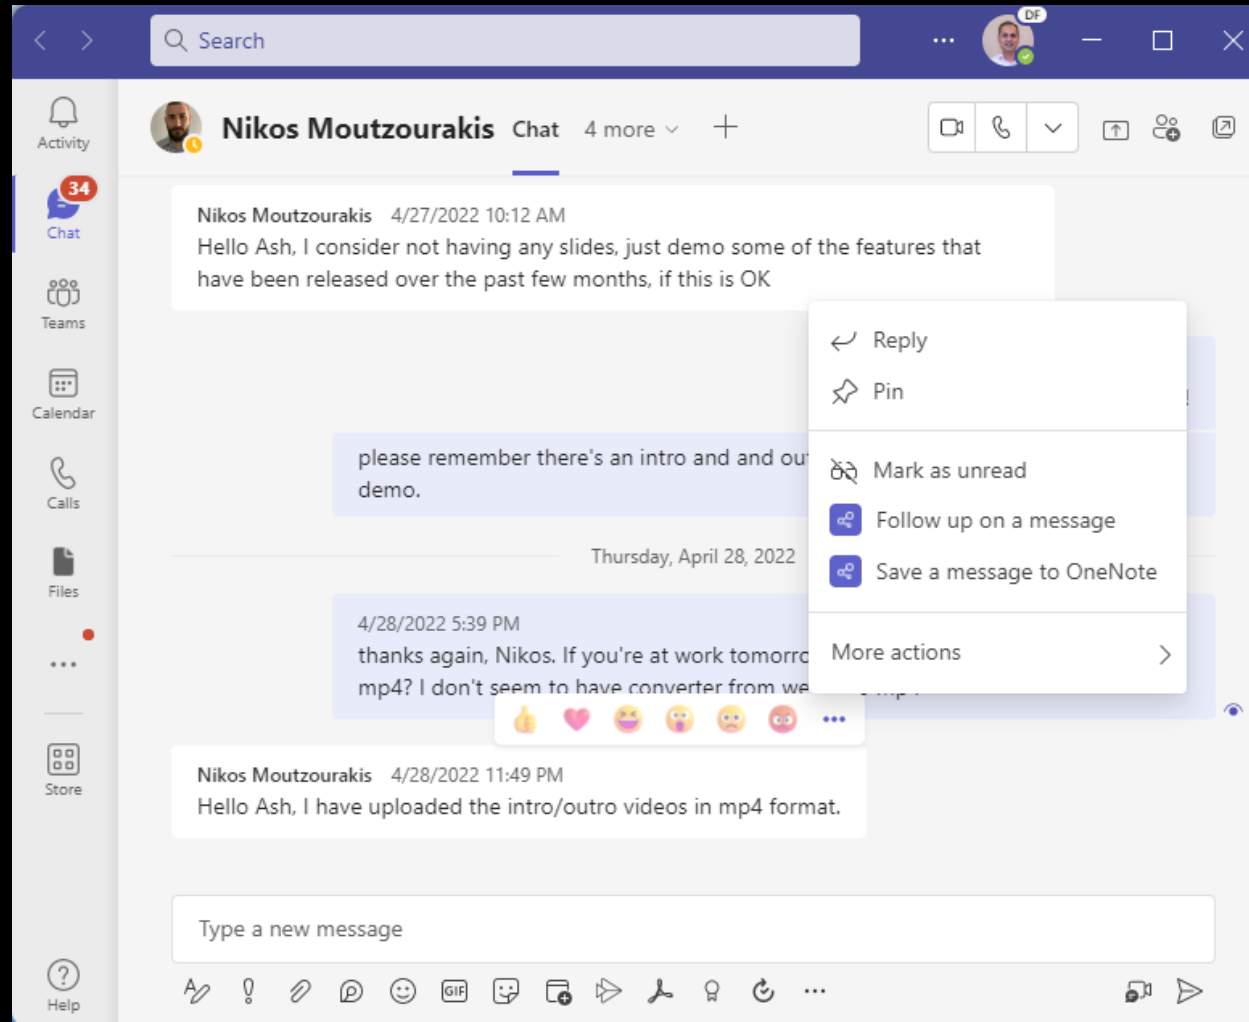 Search
DF
Activity
34
Chat
Teams
Calendar
Calls
Files
Store
Help
Nikos Moutzourakis Chat 4 more
Nikos Moutzourakis 4/27/2022 10:12 AM
Hello Ash, I consider not having any slides, just demo some of the features that
have been released over the past few months, if this is OK
please remember there's an intro and and
demo.
Thursday, April 28, 2022
4/28/2022 5:39 PM
thanks again, Nikos. If you're at work
mp4? I don't seem to have converter from
Nikos Moutzourakis 4/28/2022 11:49 PM
Hello Ash, I have uploaded the intro/outro videos in mp4 format.
Reply
Pin
Mark as unread
Follow up on a message
Save a message to OneNote
More actions
Type a new message
GIF